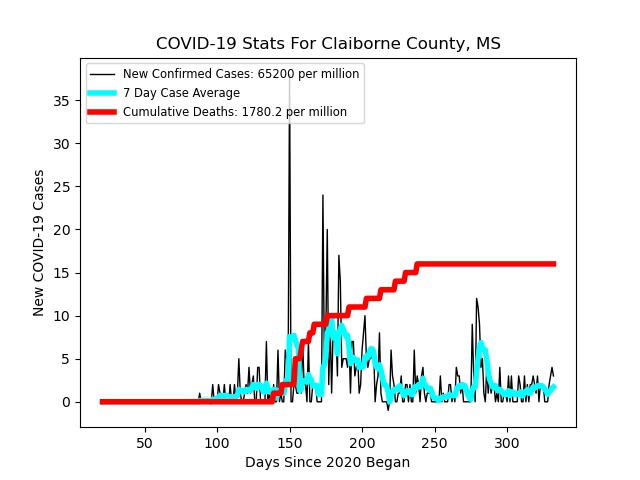 COVID-19 Stats For Claiborne County, MS
New Confirmed Cases: 65200 per million
7 Day Case Average
Cumulative Deaths: 1780.2 per million
New COVID-19 Cases
35
30
25
20
15
10
5
0
50 100 150 200 250 300
Days Since 2020 Began